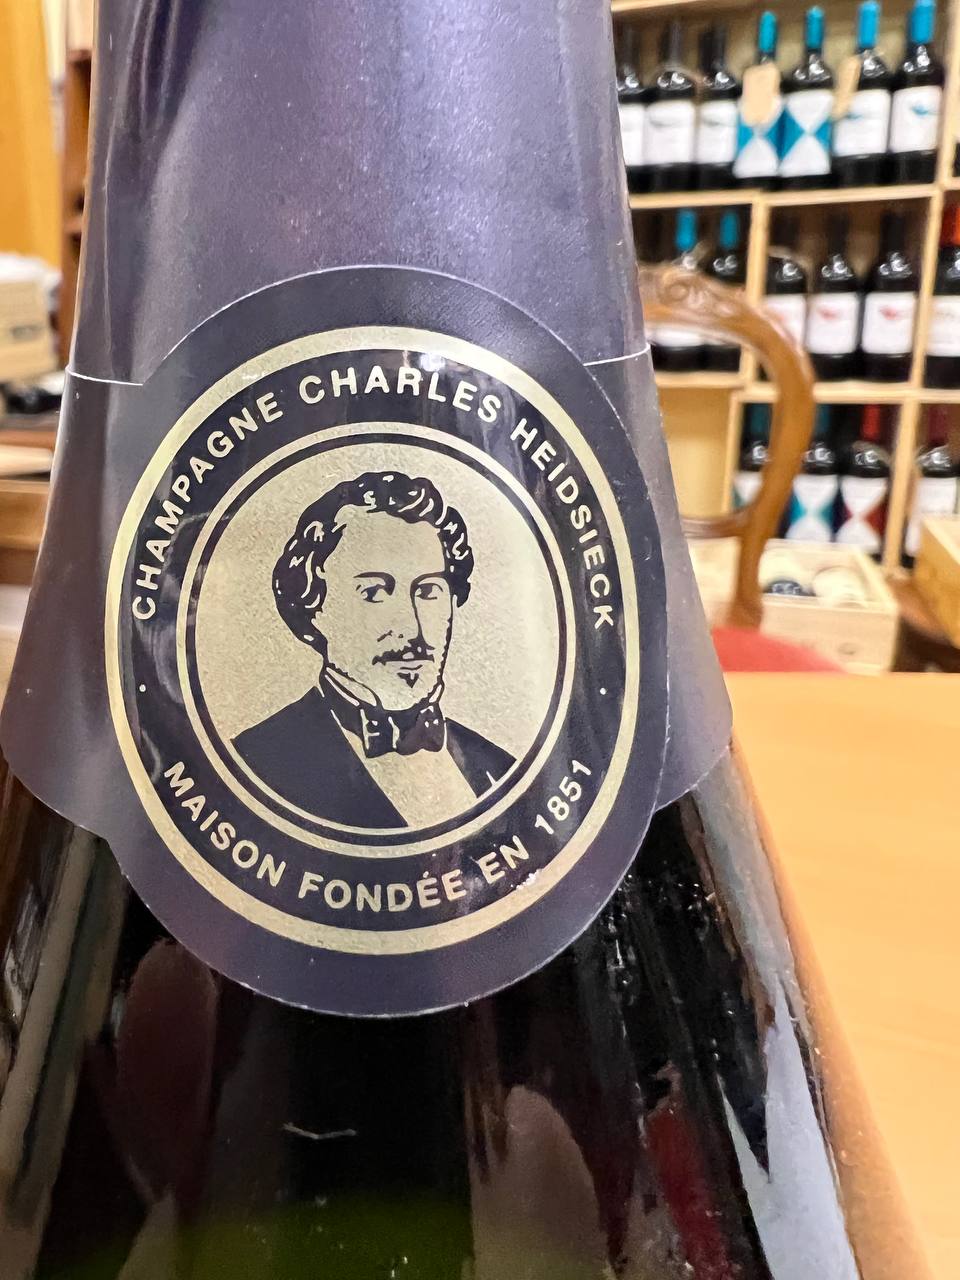 CHAMPAGNE CHARLES HEIDSIECK
MAISON FONDÉE EN 1851